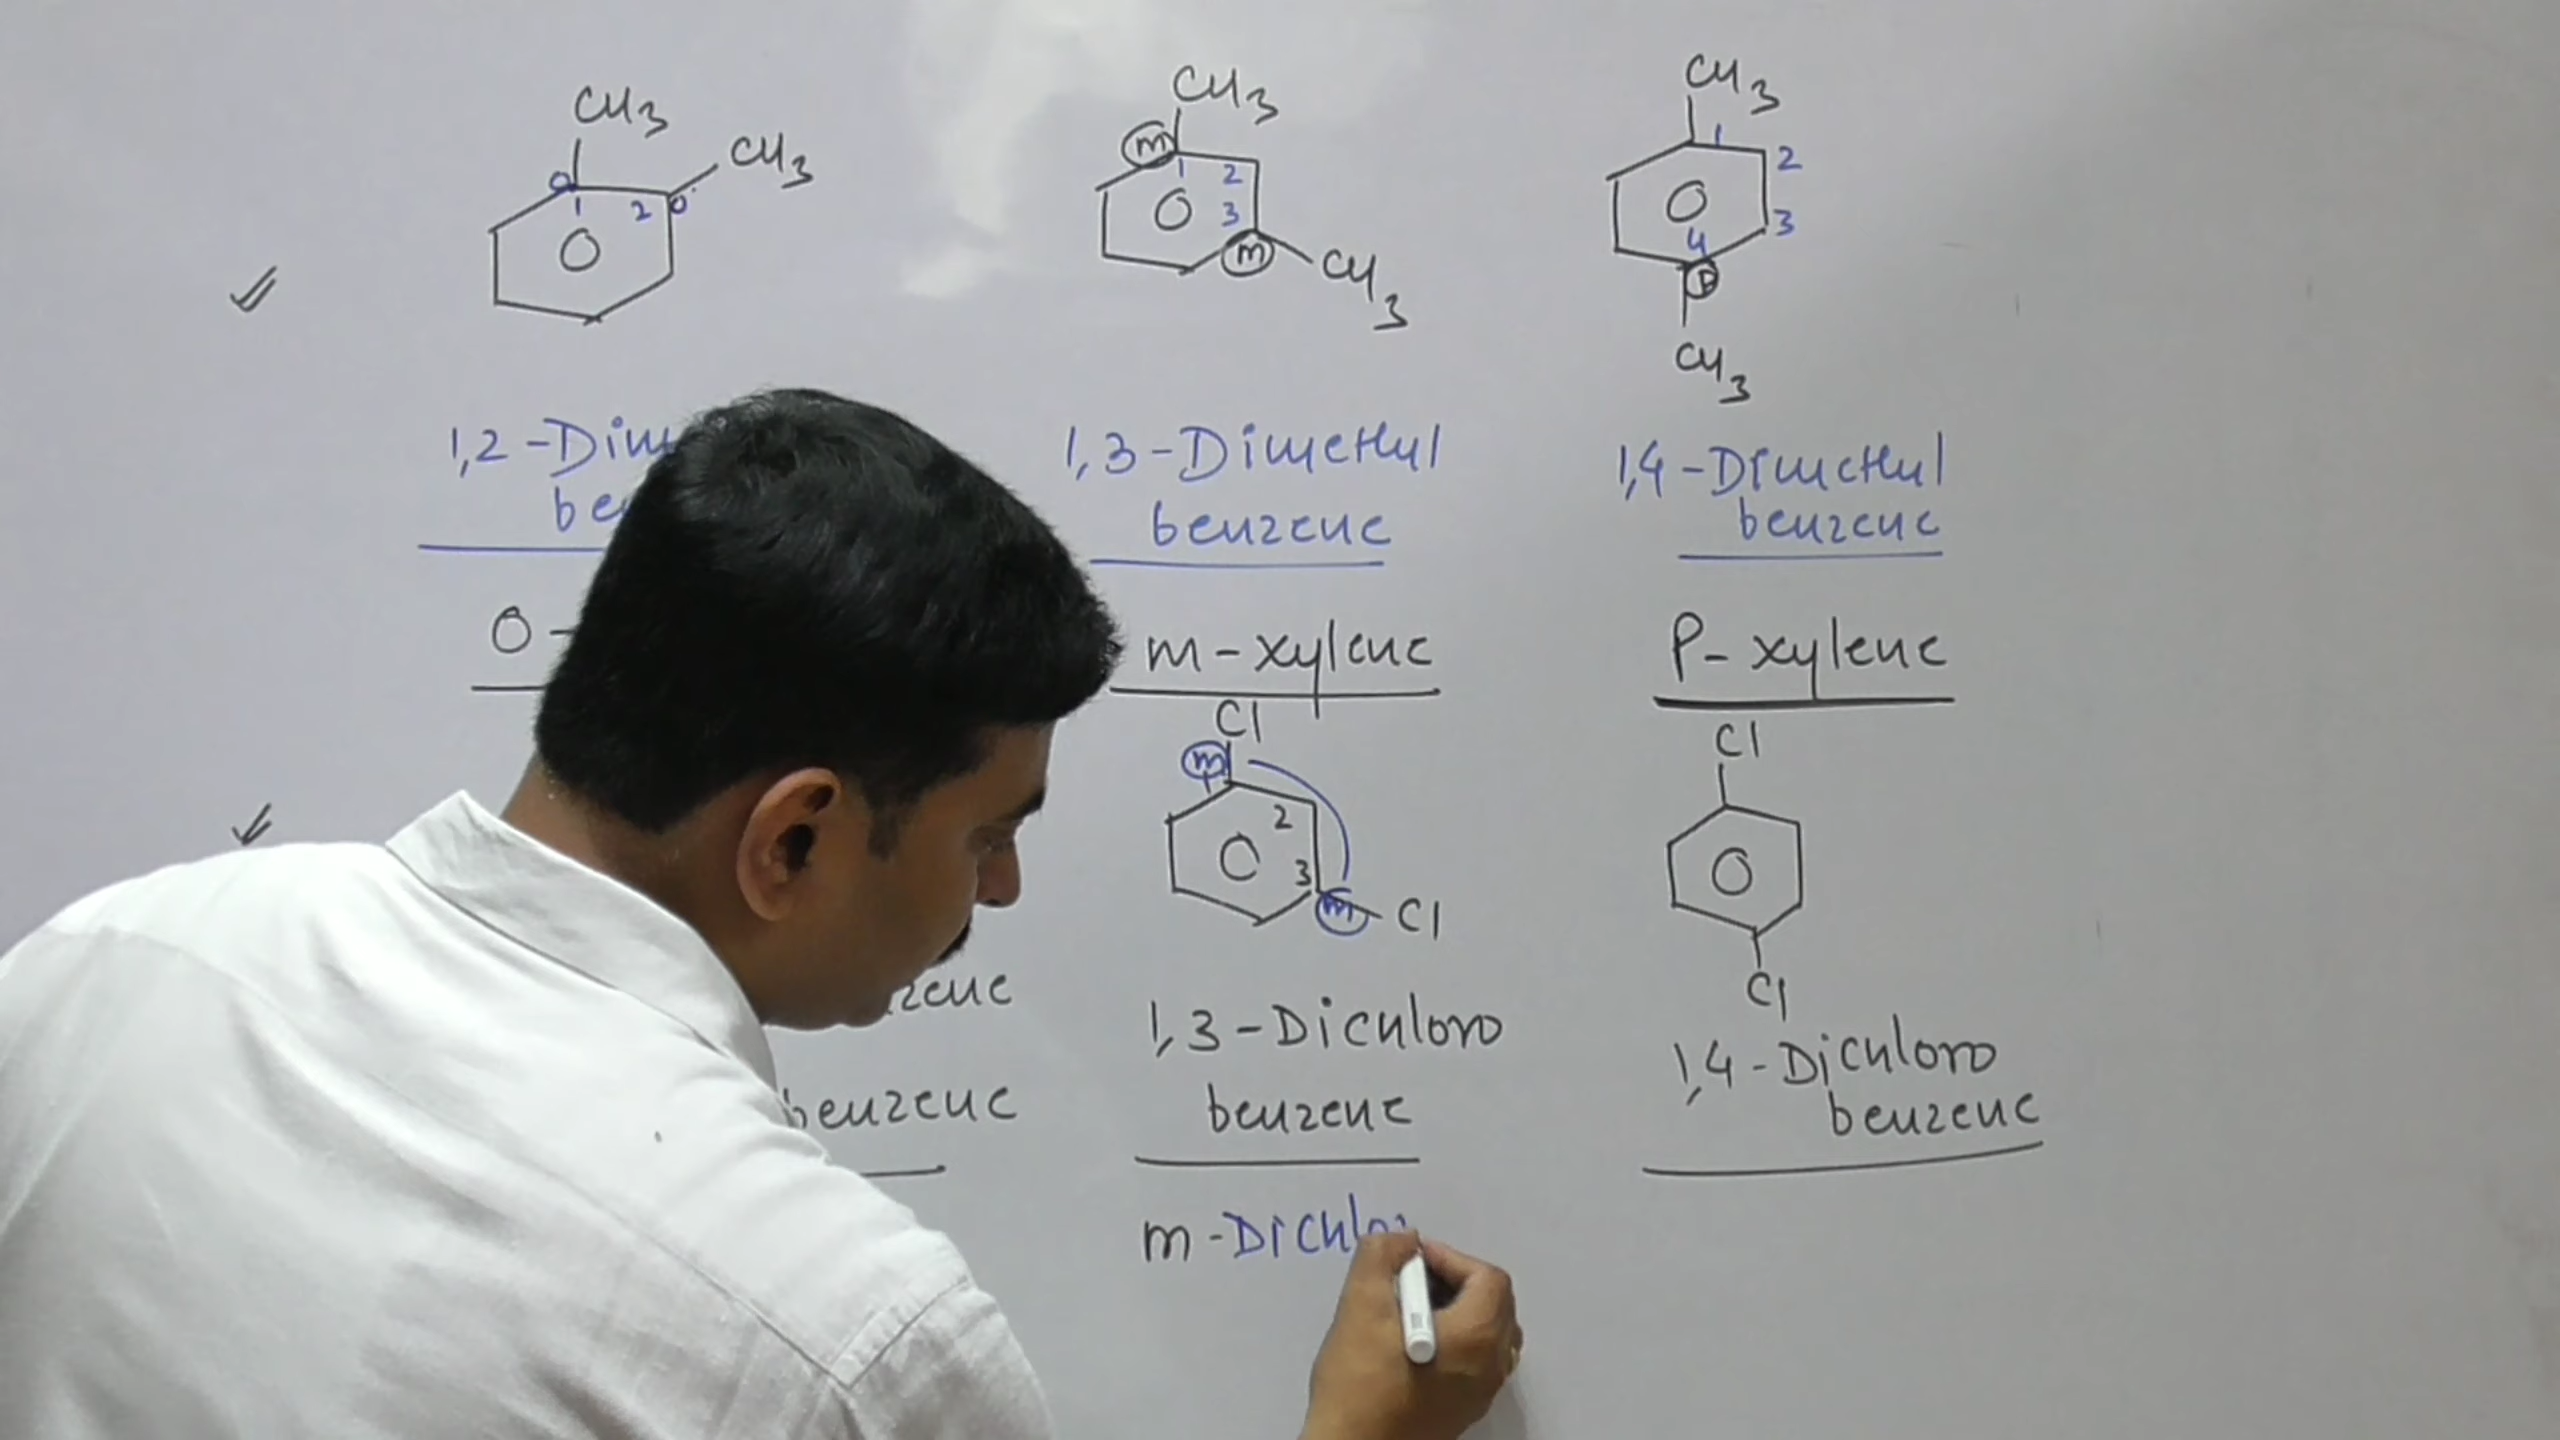 CH3
CH3
o
1
2
o
CH3
m
1
2
3
m
CH3
CH3
1
2
3
4
P
CH3
1,2-Dim
be
1,3-Dimethyl
benzene
1,4-Dimethyl
benzene
O-
m-xylene
P-xylene
Cl
m
1
2
3
m
Cl
Cl
Cl
zene
benzene
1,3-Dichloro
benzene
1,4-Dichloro
benzene
m-Dichlo